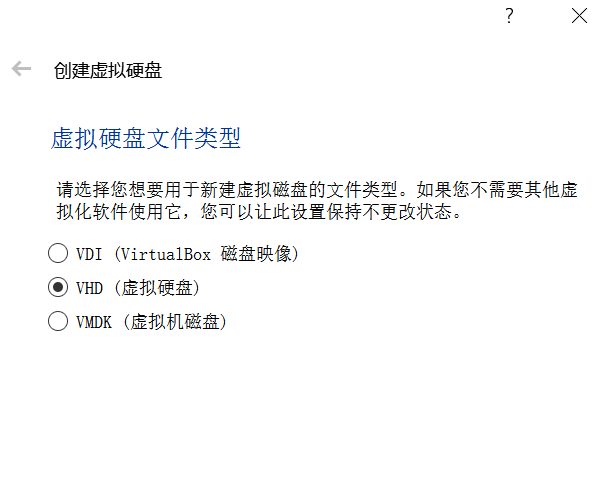 ?
创建虚拟硬盘
虚拟硬盘文件类型
请选择您想要用于新建虚拟磁盘的文件类型。如果您不需要其他虚
拟化软件使用它，您可以让此设置保持不更改状态。
VDI (VirtualBox 磁盘映像)
VHD (虚拟硬盘)
VMDK (虚拟机磁盘)